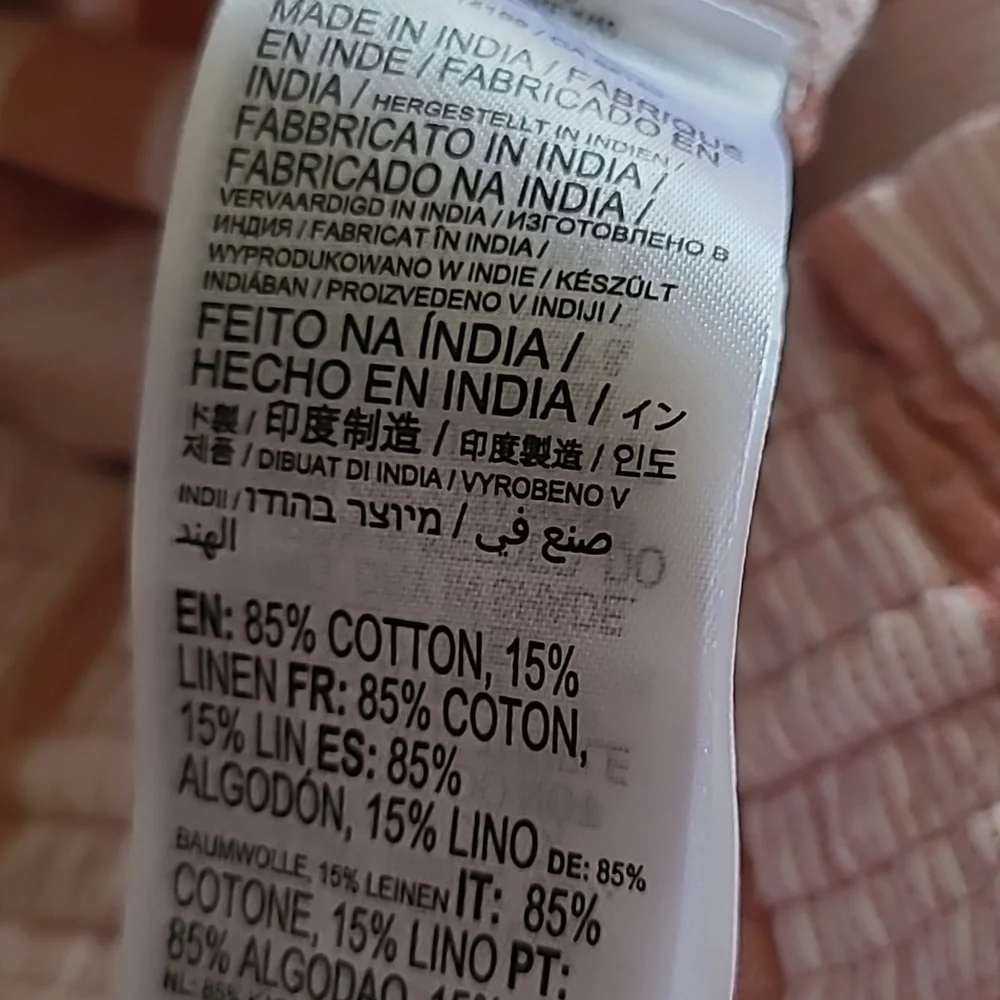 MADE IN INDIA / FABRIQUÉ
EN INDE / FABRICADO EN
INDIA / HERGESTELLT IN INDIEN /
FABBRICATO IN INDIA /
FABRICADO NA INDIA /
VERVAARDIGD IN INDIA / ИЗГОТОВЛЕНО В
ИНДИЯ / FABRICAT ÎN INDIA /
WYPRODUKOWANO W INDIE / KÉSZÜLT
INDIÁBAN / PROIZVEDENO V INDIJI /
FEITO NA ÍNDIA /
HECHO EN INDIA / イン
ド製 / 印度制造 / 印度製造 / 인도
제품 / DIBUAT DI INDIA / VYROBENO V
INDII / מיוצר בהודו / صنع في
الهند
EN: 85% COTTON, 15%
LINEN FR: 85% COTON,
15% LIN ES: 85%
ALGODÓN, 15% LINO DE: 85%
BAUMWOLLE, 15% LEINEN IT: 85%
COTONE, 15% LINO PT:
85% ALGODAO, 15%
NL: 85%